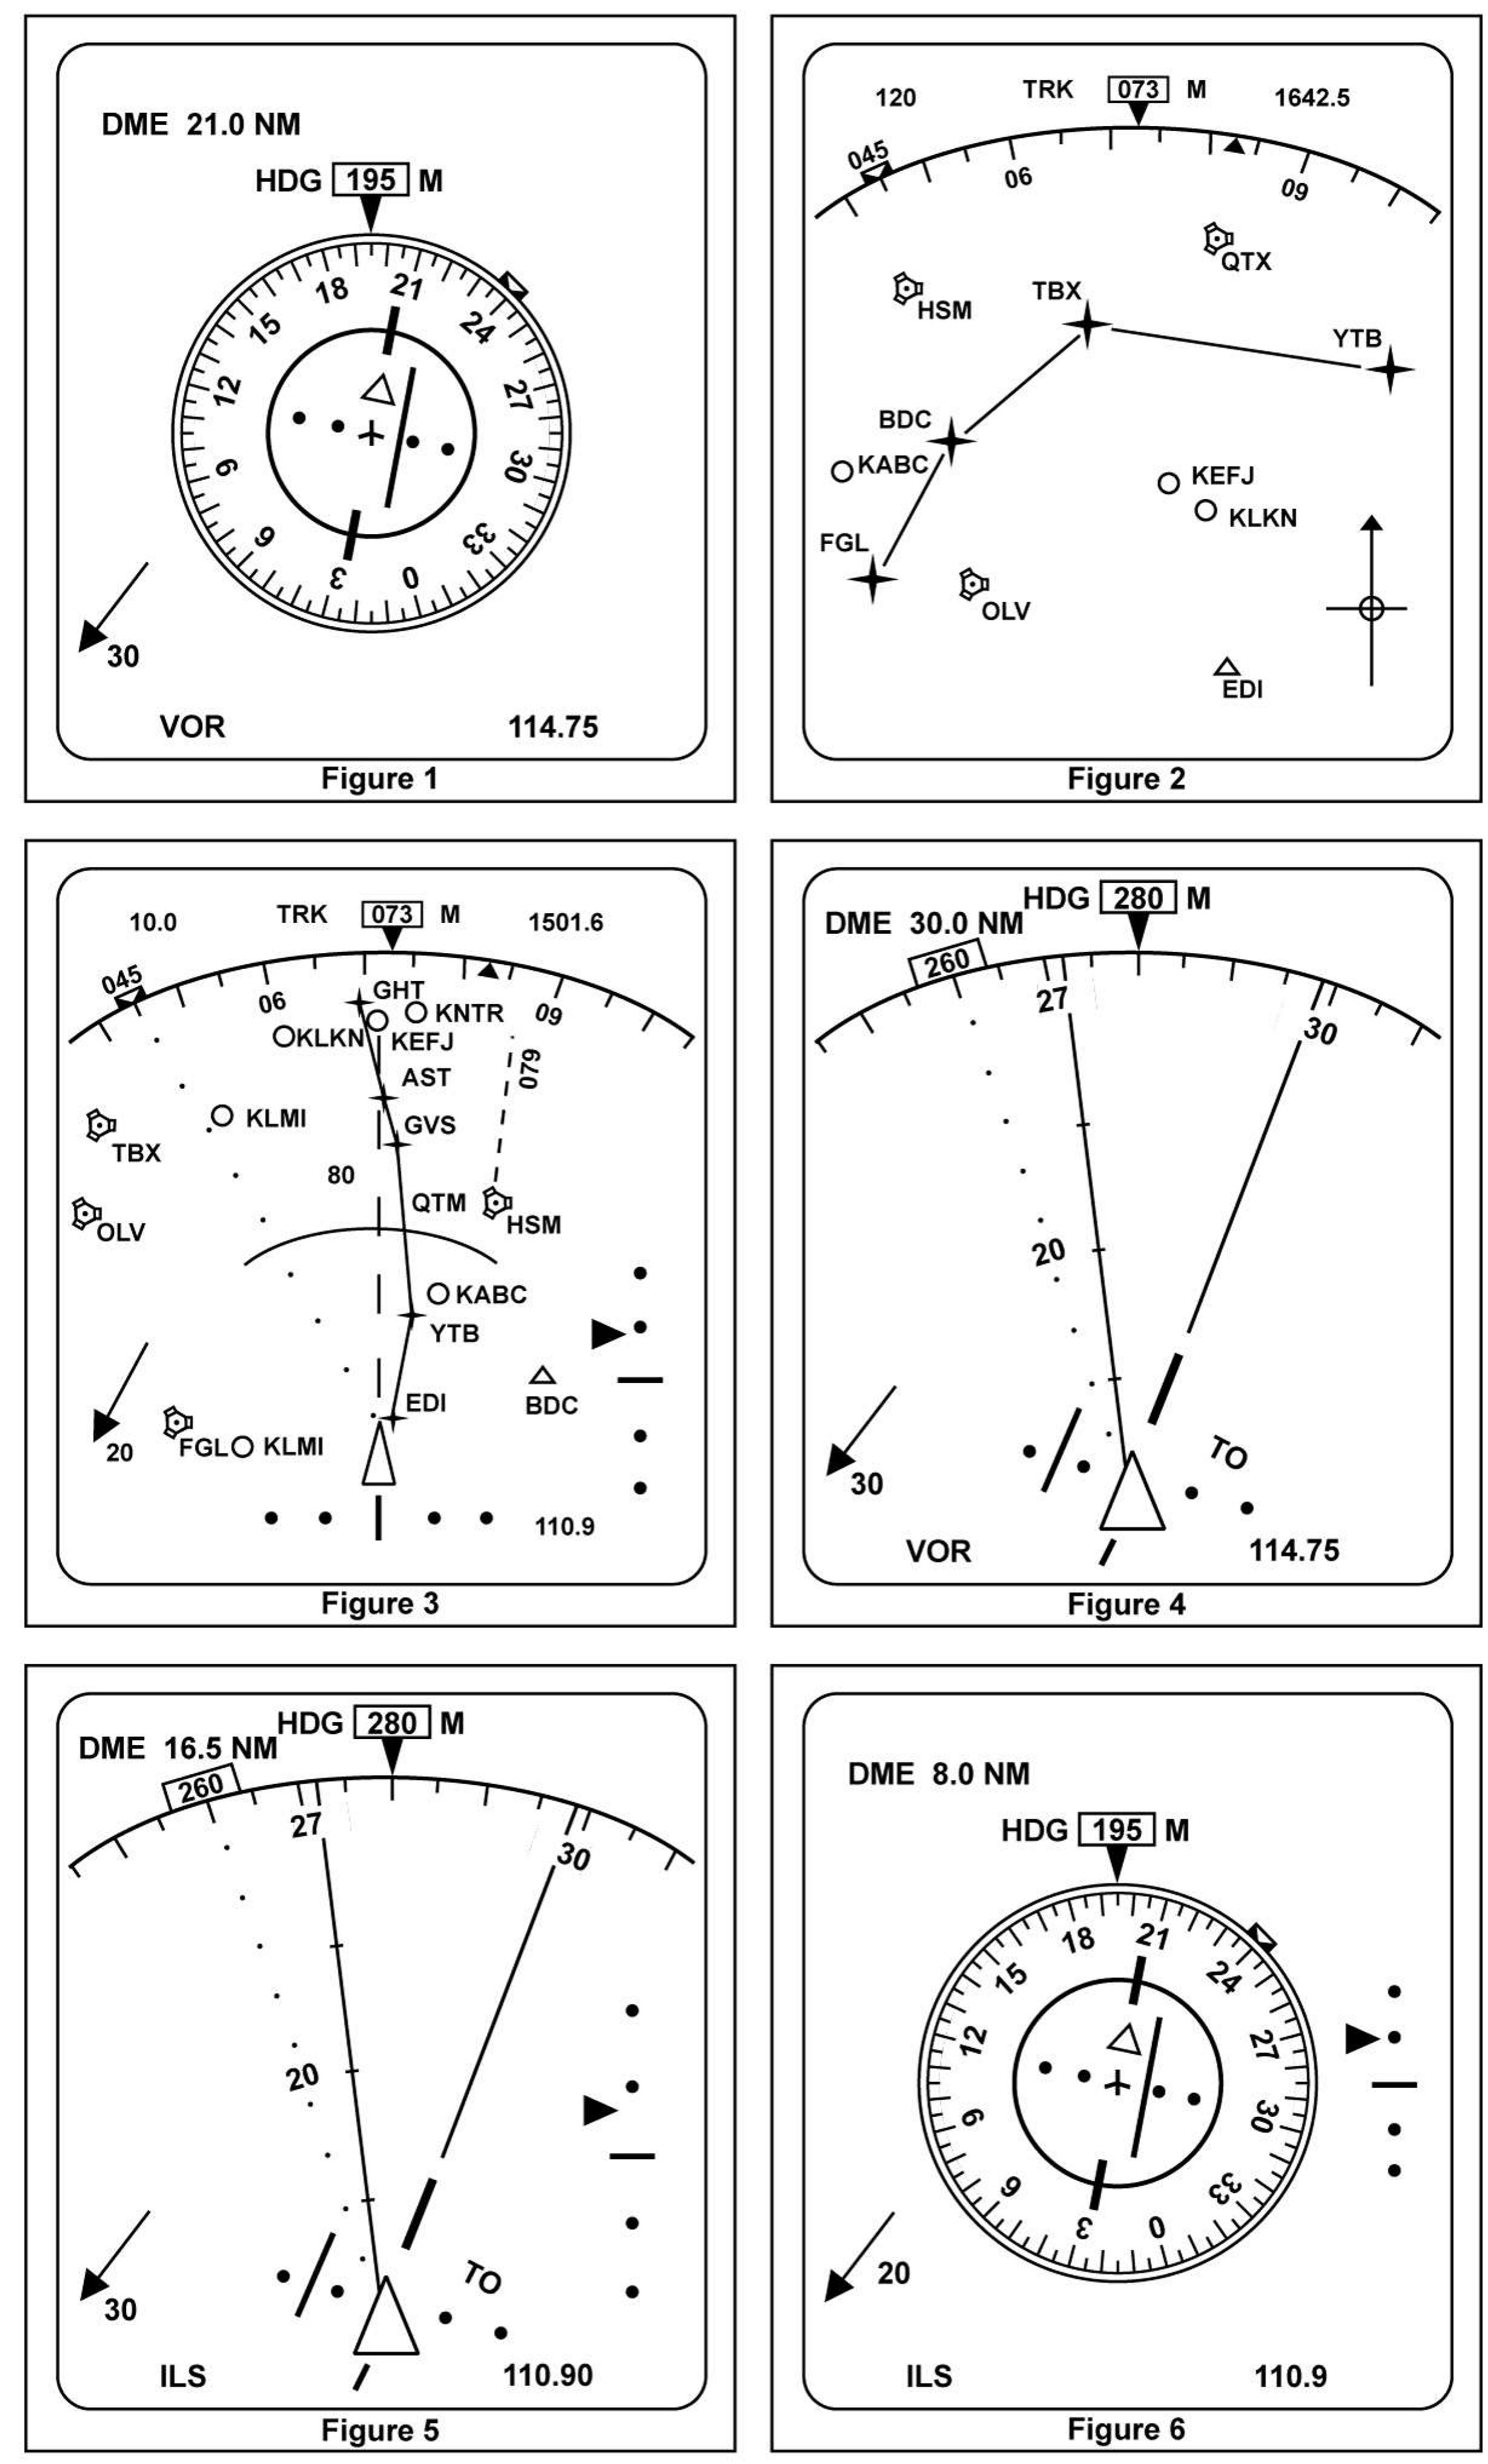 DME 21.0 NM
HDG 195 M
18 21
15 24
12 27
9 30
6 33
3 0
30
VOR 114.75
Figure 1
120 TRK 073 M 1642.5
045
06 09
QTX
HSM
TBX
YTB
BDC
KABC
KEFJ
KLKN
FGL
OLV
EDI
Figure 2
10.0 TRK 073 M 1501.6
045
06 09
GHT
KNTR
KLKN
KEFJ
079
AST
KLMI
GVS
TBX
80
QTM
HSM
OLV
KABC
YTB
EDI
BDC
20
FGL
KLMI
110.9
Figure 3
HDG 280 M
DME 30.0 NM
260
27 30
20
TO
30
VOR 114.75
Figure 4
HDG 280 M
DME 16.5 NM
260
27 30
20
TO
30
ILS 110.90
Figure 5
DME 8.0 NM
HDG 195 M
18 21
15 24
12 27
9 30
6 33
3 0
20
ILS 110.9
Figure 6